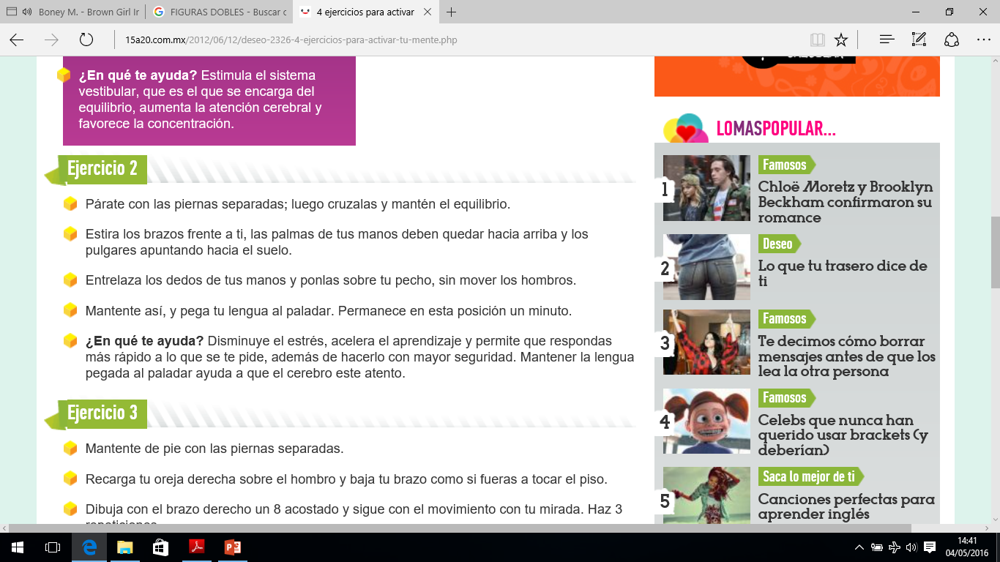 Boney M. - Brown Girl Ir
FIGURAS DOBLES - Buscar c
4 ejercicios para activar
15a20.com.mx/2012/06/12/deseo-2326-4-ejercicios-para-activar-tu-mente.php
¿En qué te ayuda? Estimula el sistema
vestibular, que es el que se encarga del
equilibrio, aumenta la atención cerebral y
favorece la concentración.
Ejercicio 2
Párate con las piernas separadas; luego cruzalas y mantén el equilibrio.
Estira los brazos frente a ti, las palmas de tus manos deben quedar hacia arriba y los
pulgares apuntando hacia el suelo.
Entrelaza los dedos de tus manos y ponlas sobre tu pecho, sin mover los hombros.
Mantente así, y pega tu lengua al paladar. Permanece en esta posición un minuto.
¿En qué te ayuda? Disminuye el estrés, acelera el aprendizaje y permite que respondas
más rápido a lo que se te pide, además de hacerlo con mayor seguridad. Mantener la lengua
pegada al paladar ayuda a que el cerebro este atento.
Ejercicio 3
Mantente de pie con las piernas separadas.
Recarga tu oreja derecha sobre el hombro y baja tu brazo como si fueras a tocar el piso.
Dibuja con el brazo derecho un 8 acostado y sigue con el movimiento con tu mirada. Haz 3
LOMASPOPULAR...
1
Famosos
Chloë Moretz y Brooklyn
Beckham confirmaron su
romance
2
Deseo
Lo que tu trasero dice de
ti
3
Famosos
Te decimos cómo borrar
mensajes antes de que los
lea la otra persona
4
Famosos
Celebs que nunca han
querido usar brackets (y
deberían)
5
Saca lo mejor de ti
Canciones perfectas para
aprender inglés
14:41
04/05/2016